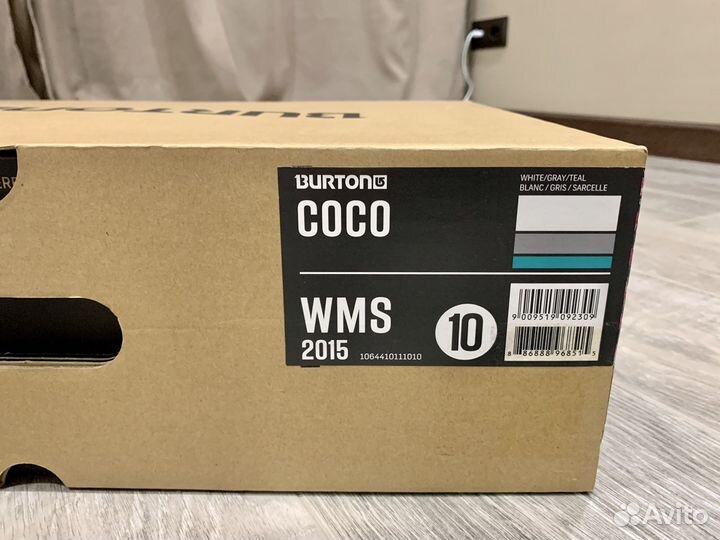 BURTON
BURTON
COCO
WHITE/GRAY/TEAL
BLANC / GRIS / SARCELLE
WMS
2015
1064410111010
10
9 009519 092309
8 86888 96851 5
Avito